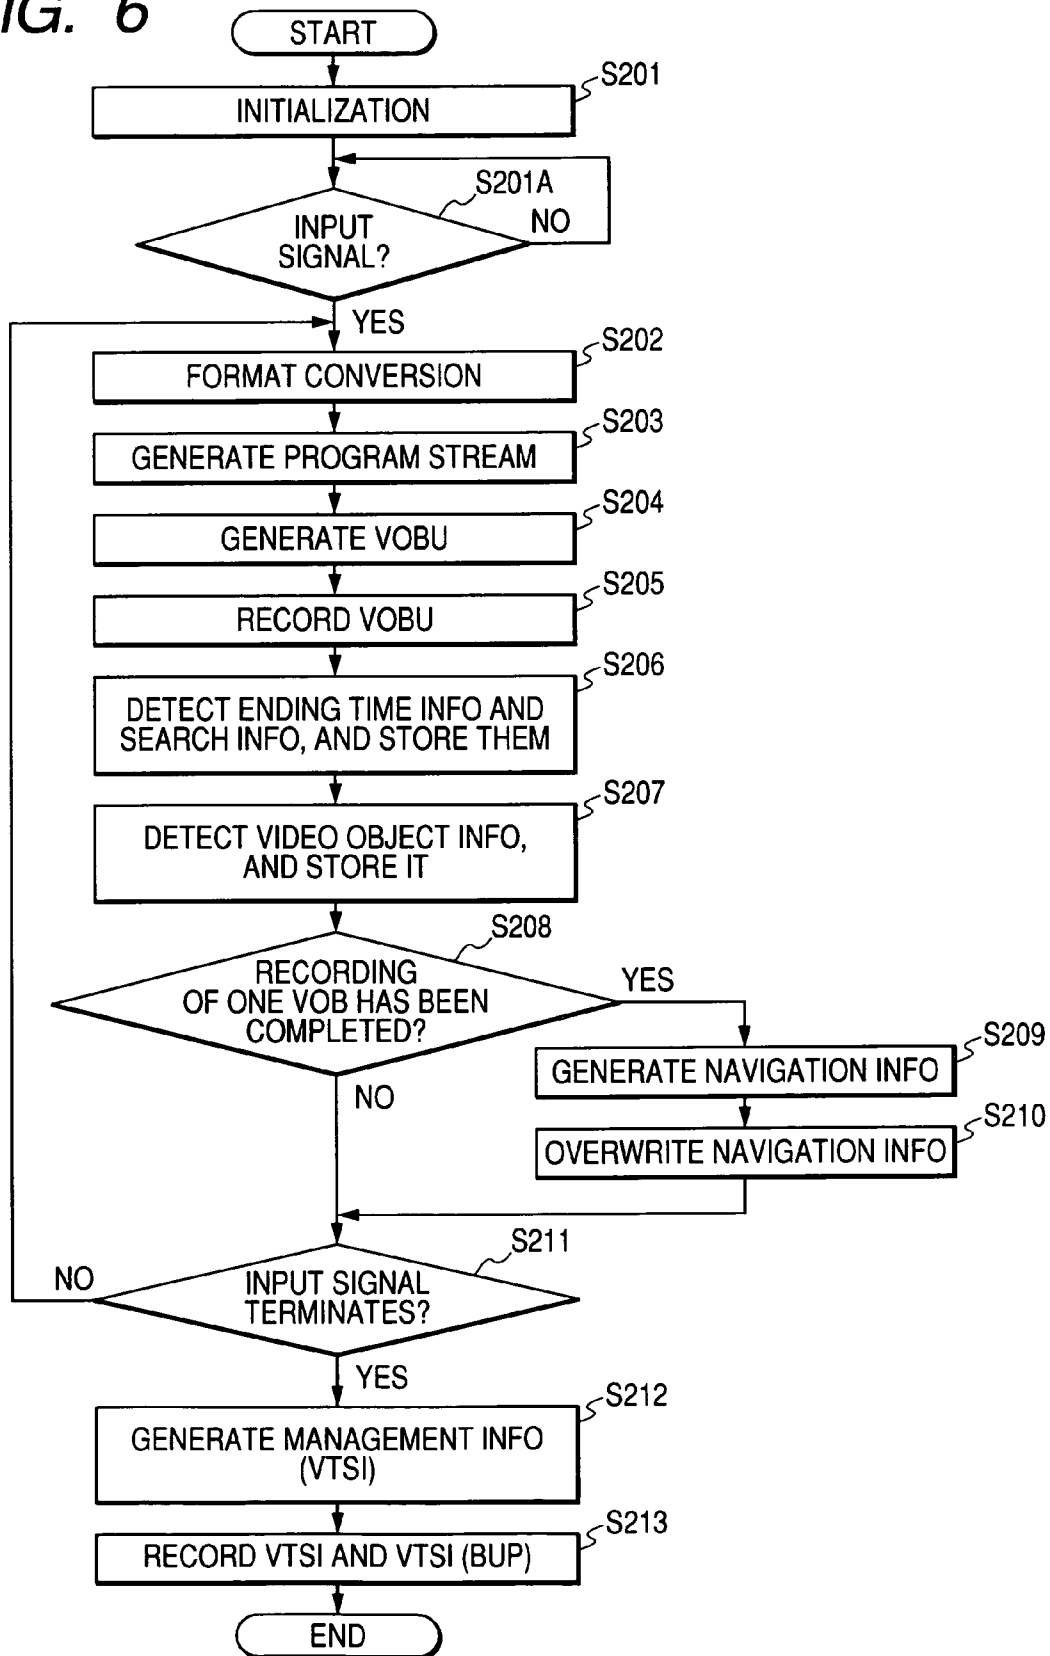 IG. 6
START
S201
INITIALIZATION
S201A
INPUT
SIGNAL?
NO
YES
S202
FORMAT CONVERSION
S203
GENERATE PROGRAM STREAM
S204
GENERATE VOBU
S205
RECORD VOBU
S206
DETECT ENDING TIME INFO AND
SEARCH INFO, AND STORE THEM
S207
DETECT VIDEO OBJECT INFO,
AND STORE IT
S208
RECORDING
OF ONE VOB HAS BEEN
COMPLETED?
YES
NO
S209
GENERATE NAVIGATION INFO
S210
OVERWRITE NAVIGATION INFO
S211
INPUT SIGNAL
TERMINATES?
NO
YES
S212
GENERATE MANAGEMENT INFO
(VTSI)
S213
RECORD VTSI AND VTSI (BUP)
END